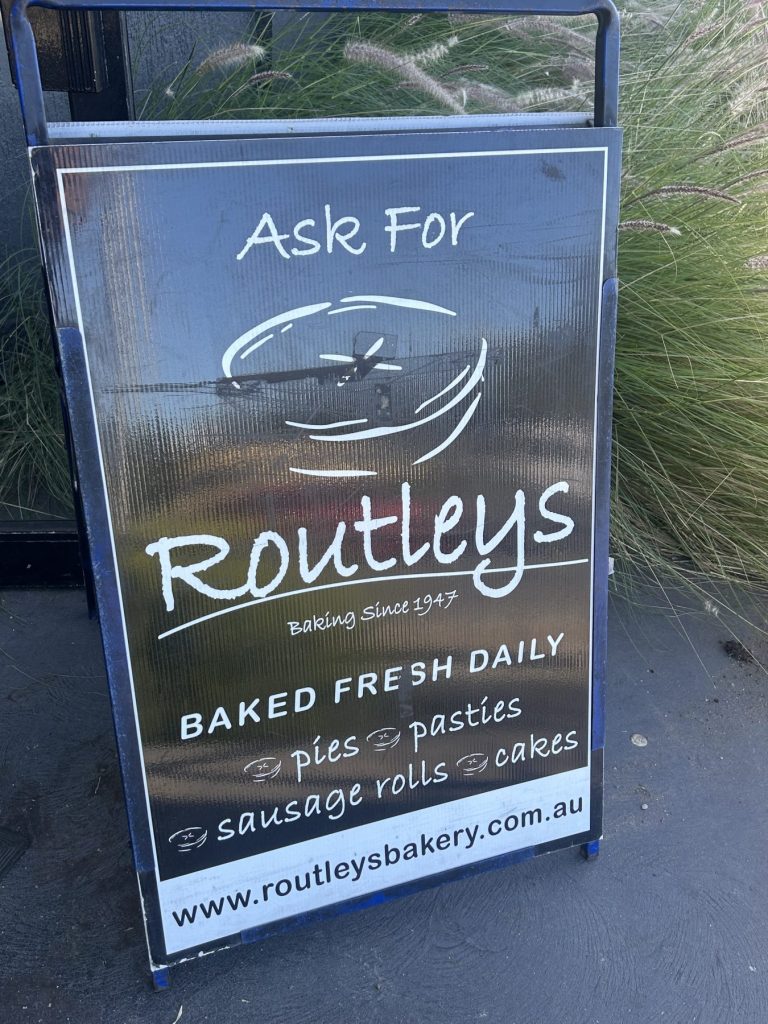 Ask For
Routleys
Baking Since 1947
BAKED FRESH DAILY
pies pasties
sausage rolls cakes
www.routleysbakery.com.au